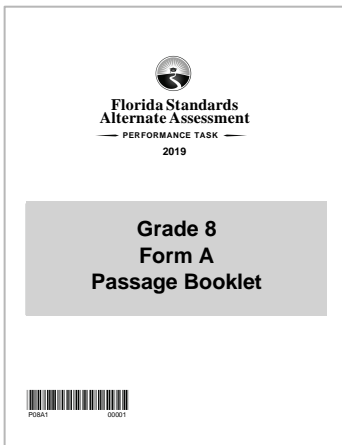 Florida Standards
Alternate Assessment
PERFORMANCE TASK
2019
Grade 8
Form A
Passage Booklet
P08A1 00001